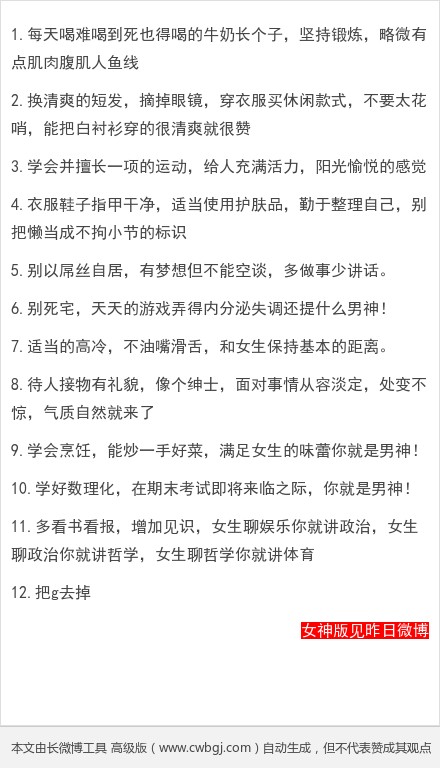 1.每天喝难喝到死也得喝的牛奶长个子，坚持锻炼，略微有
点肌肉腹肌人鱼线
2.换清爽的短发，摘掉眼镜，穿衣服买休闲款式，不要太花
哨，能把白衬衫穿的很清爽就很赞
3.学会并擅长一项的运动，给人充满活力，阳光愉悦的感觉
4.衣服鞋子指甲干净，适当使用护肤品，勤于整理自己，别
把懒当成不拘小节的标识
5.别以屌丝自居，有梦想但不能空谈，多做事少讲话。
6.别死宅，天天的游戏弄得内分泌失调还提什么男神！
7.适当的高冷，不油嘴滑舌，和女生保持基本的距离。
8.待人接物有礼貌，像个绅士，面对事情从容淡定，处变不
惊，气质自然就来了
9.学会烹饪，能炒一手好菜，满足女生的味蕾你就是男神！
10.学好数理化，在期末考试即将来临之际，你就是男神！
11.多看书看报，增加见识，女生聊娱乐你就讲政治，女生
聊政治你就讲哲学，女生聊哲学你就讲体育
12.把g去掉
女神版见昨日微博
本文由长微博工具 高级版（www.cwbgj.com）自动生成，但不代表赞成其观点